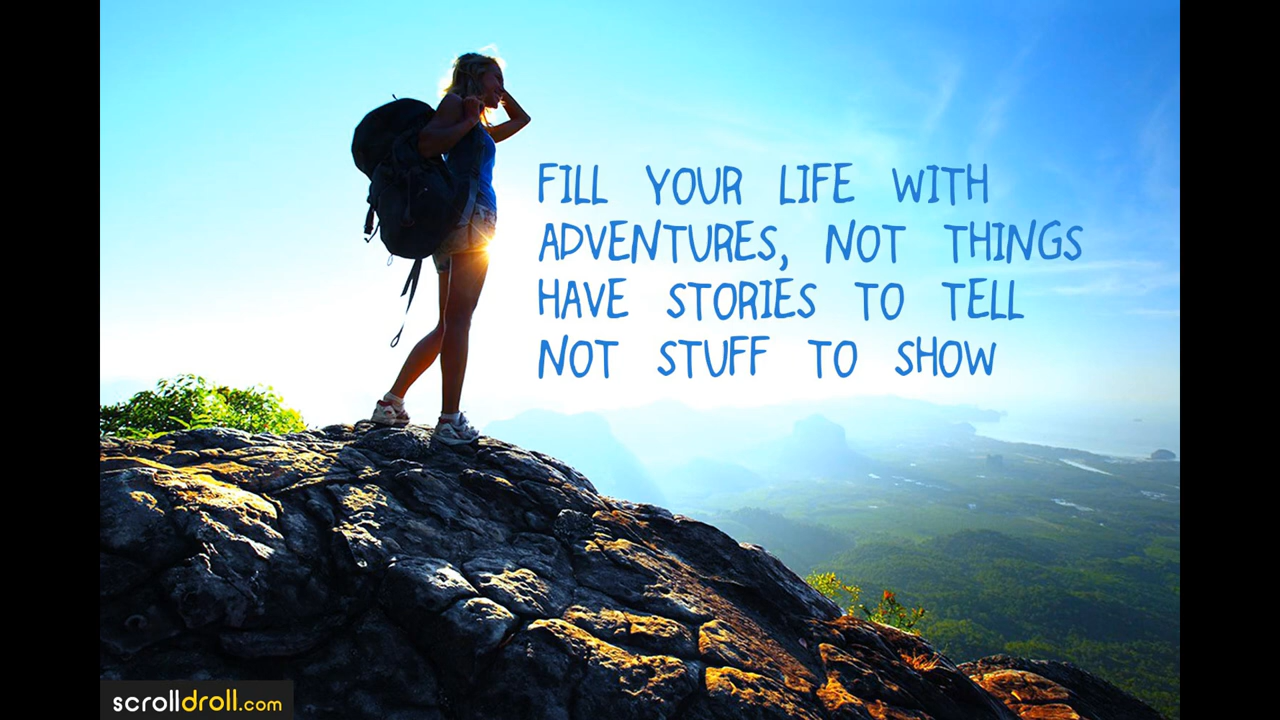 FILL YOUR LIFE WITH
ADVENTURES, NOT THINGS
HAVE STORIES TO TELL
NOT STUFF TO SHOW
scrolldroll.com